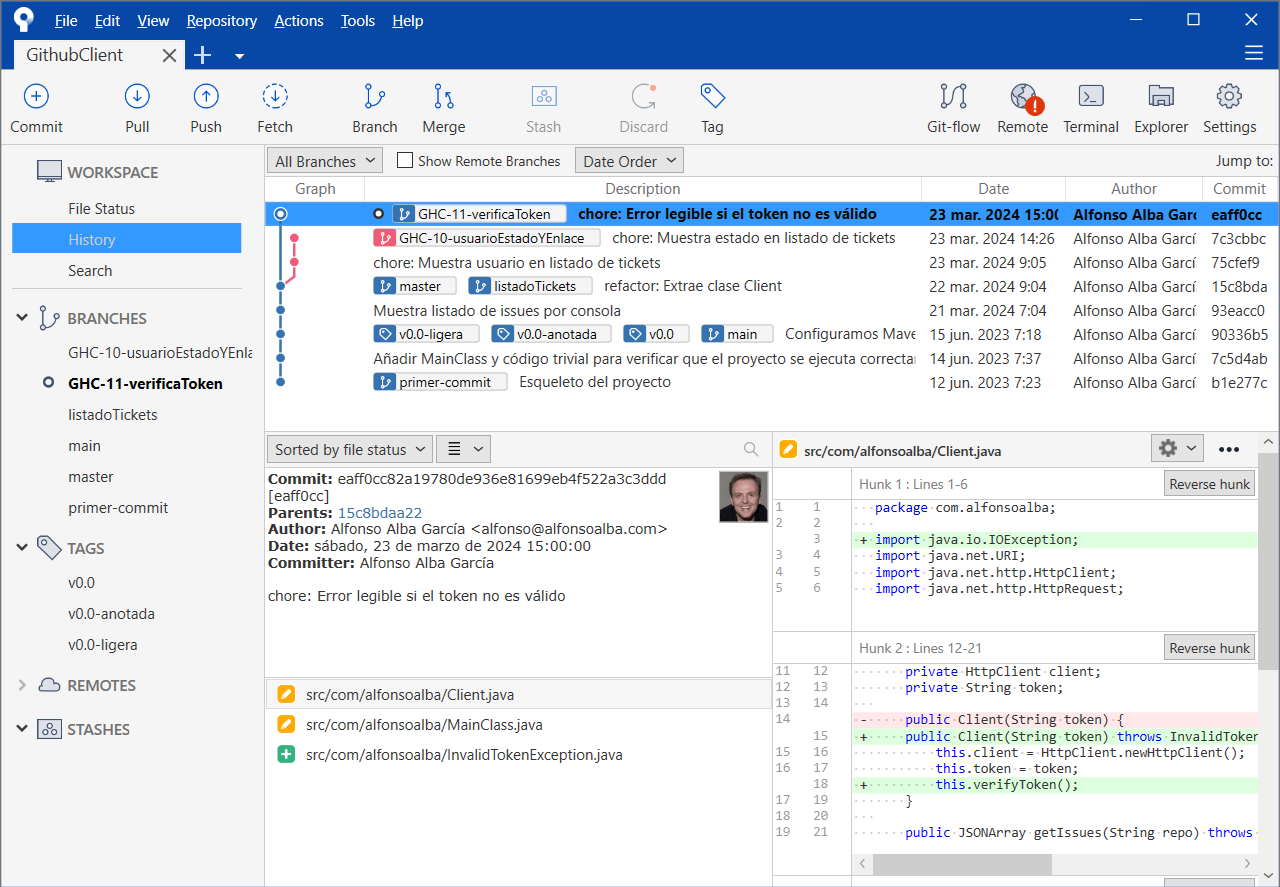 File Edit View Repository Actions Tools Help
GithubClient
Commit Pull Push Fetch Branch Merge Stash Discard Tag Git-flow Remote Terminal Explorer Settings
WORKSPACE
File Status
History
Search
BRANCHES
GHC-10-usuarioEstadoYEnla
GHC-11-verificaToken
listadoTickets
main
master
primer-commit
TAGS
v0.0
v0.0-anotada
v0.0-ligera
REMOTES
STASHES
All Branches Show Remote Branches Date Order Jump to:
Graph Description Date Author Commit
GHC-11-verificaToken chore: Error legible si el token no es válido 23 mar. 2024 15:00 Alfonso Alba Garc eaff0cc
GHC-10-usuarioEstadoYEnlace chore: Muestra estado en listado de tickets 23 mar. 2024 14:26 Alfonso Alba Garcí 7c3cbbc
chore: Muestra usuario en listado de tickets 23 mar. 2024 9:05 Alfonso Alba Garcí 75cfef9
master listadoTickets refactor: Extrae clase Client 22 mar. 2024 9:04 Alfonso Alba Garcí 15c8bda
Muestra listado de issues por consola 21 mar. 2024 7:04 Alfonso Alba Garcí 93eacc0
v0.0-ligera v0.0-anotada v0.0 main Configuramos Mave 15 jun. 2023 7:18 Alfonso Alba Garcí 90336b5
Añadir MainClass y código trivial para verificar que el proyecto se ejecuta correctar 14 jun. 2023 7:37 Alfonso Alba Garcí 7c5d4ab
primer-commit Esqueleto del proyecto 12 jun. 2023 7:23 Alfonso Alba Garcí b1e277c
Sorted by file status
Commit: eaff0cc82a19780de936e81699eb4f522a3c3ddd
[eaff0cc]
Parents: 15c8bdaa22
Author: Alfonso Alba García <alfonso@alfonsoalba.com>
Date: sábado, 23 de marzo de 2024 15:00:00
Committer: Alfonso Alba García
chore: Error legible si el token no es válido
src/com/alfonsoalba/Client.java
src/com/alfonsoalba/MainClass.java
src/com/alfonsoalba/InvalidTokenException.java
src/com/alfonsoalba/Client.java
Hunk 1 : Lines 1-6 Reverse hunk
1 1 package com.alfonsoalba;
2 2
3 + import java.io.IOException;
3 4 import java.net.URI;
4 5 import java.net.http.HttpClient;
5 6 import java.net.http.HttpRequest;
Hunk 2 : Lines 12-21 Reverse hunk
11 12 private HttpClient client;
12 13 private String token;
13 14
14 - public Client(String token) {
15 + public Client(String token) throws InvalidToken
15 16 this.client = HttpClient.newHttpClient();
16 17 this.token = token;
18 + this.verifyToken();
17 19 }
18 20
19 21 public JSONArray getIssues(String repo) throws